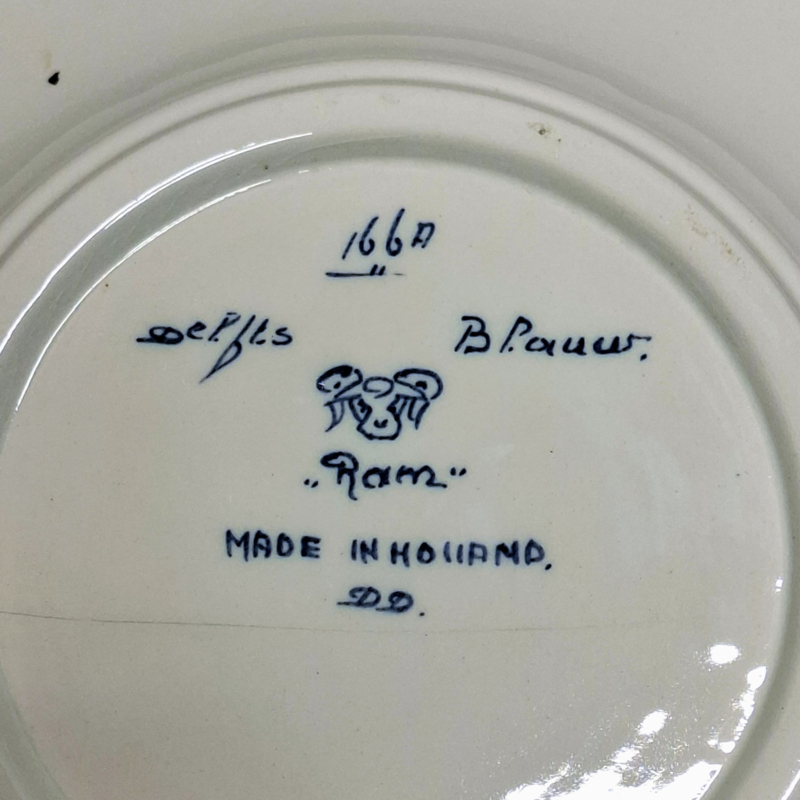 166A
Delfts Blauw.
„Ram"
MADE IN HOLLAND.
DD.